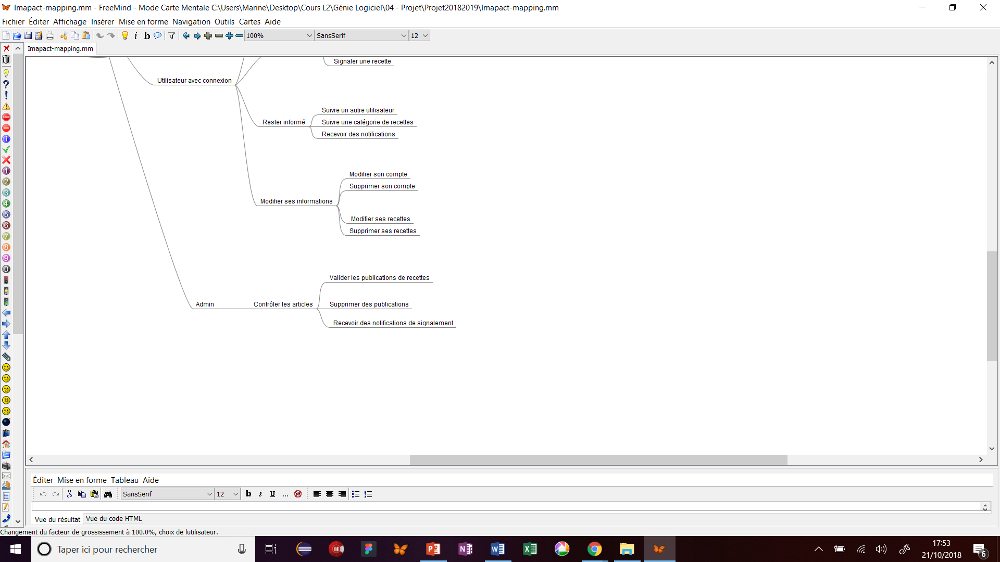 Imapact-mapping.mm - FreeMind - Mode Carte Mentale C:\Users\Marine\Desktop\Cours L2\Génie Logiciel\04 - Projet\Projet20182019\Imapact-mapping.mm
Fichier Éditer Affichage Insérer Mise en forme Navigation Outils Cartes Aide
100% SansSerif 12
Imapact-mapping.mm
Signaler une recette
Utilisateur avec connexion
Suivre un autre utilisateur
Rester informé Suivre une catégorie de recettes
Recevoir des notifications
Modifier son compte
Supprimer son compte
Modifier ses informations
Modifier ses recettes
Supprimer ses recettes
Valider les publications de recettes
Admin Contrôler les articles Supprimer des publications
Recevoir des notifications de signalement
Éditer Mise en forme Tableau Aide
SansSerif 12 b i U ...
Vue du résultat Vue du code HTML
Changement du facteur de grossissement à 100.0%, choix de lutilisateur.
Taper ici pour rechercher
17:53
21/10/2018
6